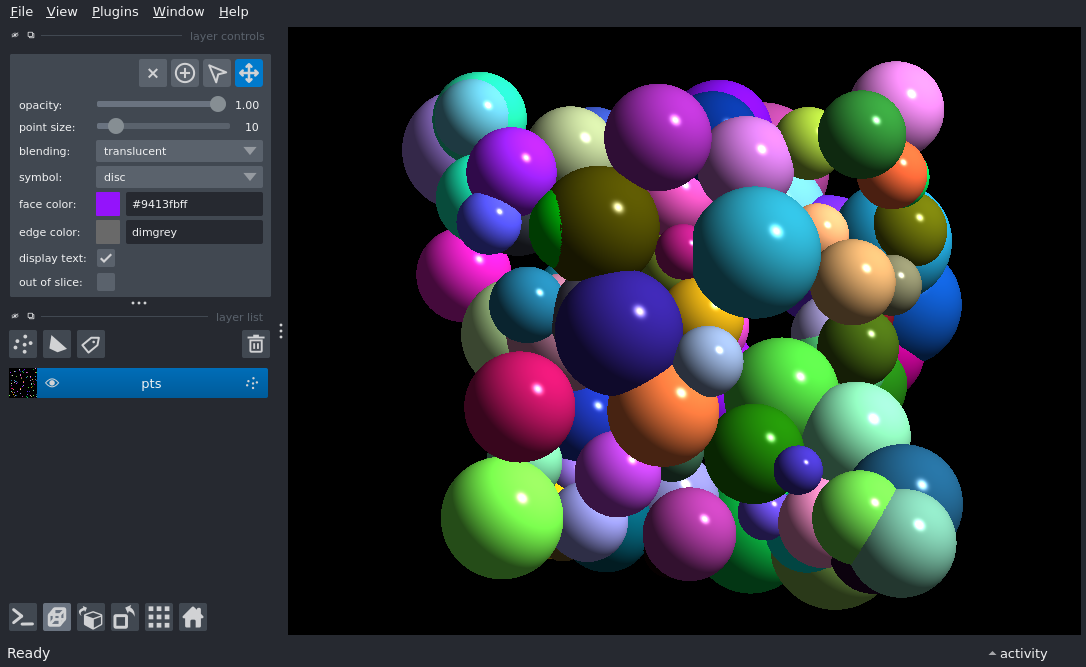 File View Plugins Window Help
layer controls
opacity: 1.00
point size: 10
blending: translucent
symbol: disc
face color: #9413fbff
edge color: dimgrey
display text:
out of slice:
layer list
pts
Ready
activity